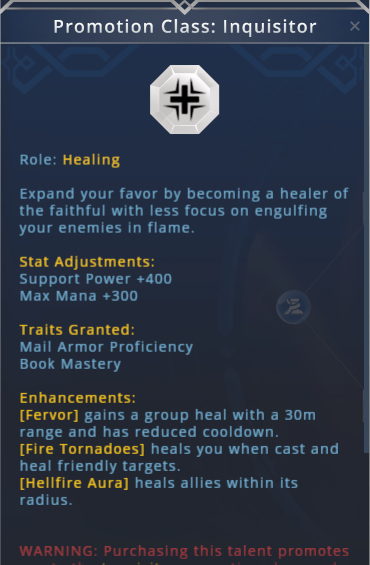 Promotion Class: Inquisitor
Role: Healing
Expand your favor by becoming a healer of
the faithful with less focus on engulfing
your enemies in flame.
Stat Adjustments:
Support Power +400
Max Mana +300
Traits Granted:
Mail Armor Proficiency
Book Mastery
Enhancements:
[Fervor] gains a group heal with a 30m
range and has reduced cooldown.
[Fire Tornadoes] heals you when cast and
heal friendly targets.
[Hellfire Aura] heals allies within its
radius.
WARNING: Purchasing this talent promotes